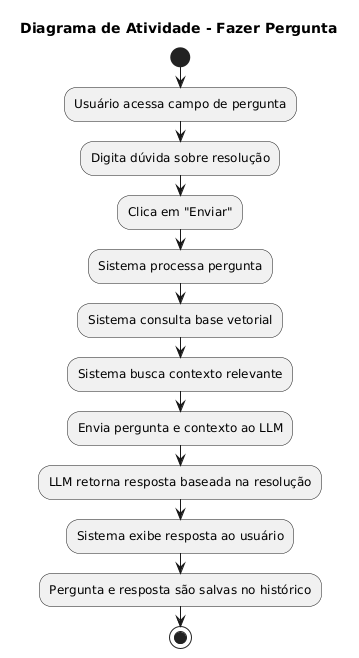 Diagrama de Atividade - Fazer Pergunta
Usuário acessa campo de pergunta
Digita dúvida sobre resolução
Clica em "Enviar"
Sistema processa pergunta
Sistema consulta base vetorial
Sistema busca contexto relevante
Envia pergunta e contexto ao LLM
LLM retorna resposta baseada na resolução
Sistema exibe resposta ao usuário
Pergunta e resposta são salvas no histórico